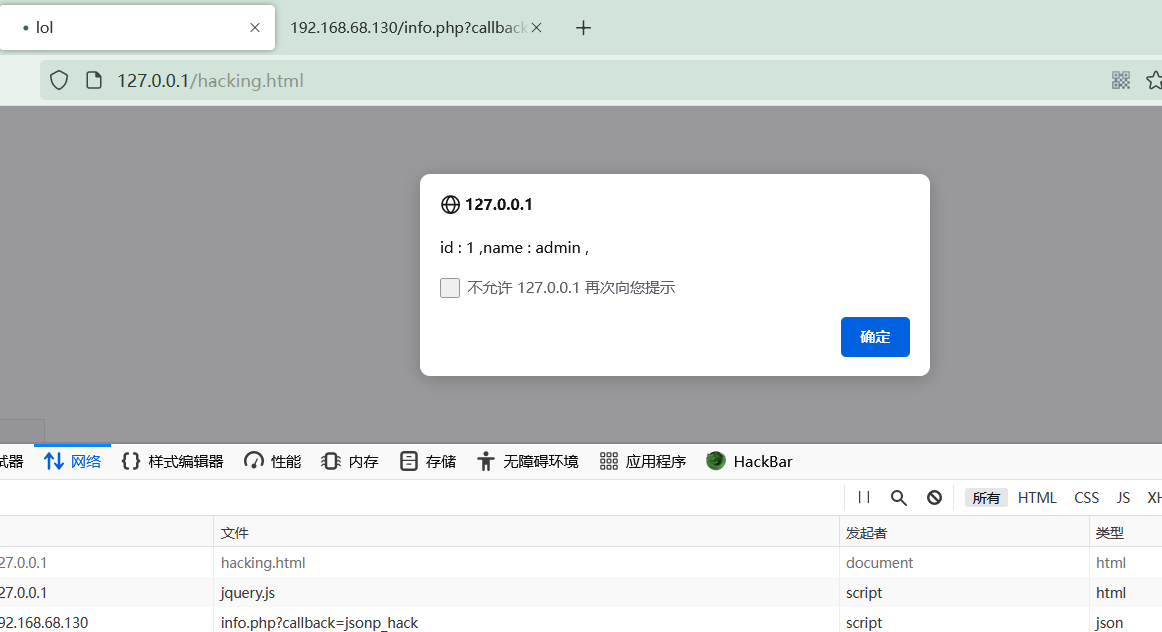 lol
192.168.68.130/info.php?callback
127.0.0.1/hacking.html
127.0.0.1
id : 1 ,name : admin ,
不允许 127.0.0.1 再次向您提示
确定
试器 网络 样式编辑器 性能 内存 存储 无障碍环境 应用程序 HackBar
所有 HTML CSS JS XH
文件 发起者 类型
27.0.0.1 hacking.html document html
27.0.0.1 jquery.js script html
92.168.68.130 info.php?callback=jsonp_hack script json